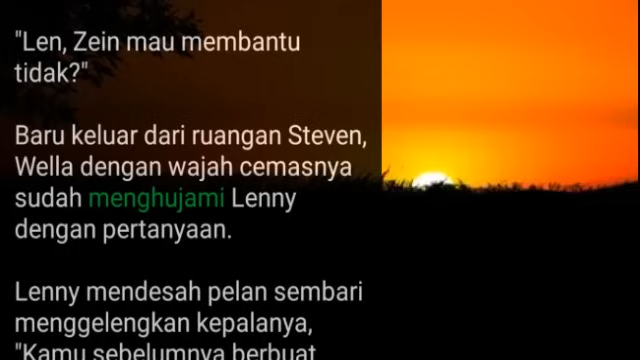 "Len, Zein mau membantu
tidak?"
Baru keluar dari ruangan Steven,
Wella dengan wajah cemasnya
sudah menghujami Lenny
dengan pertanyaan.
Lenny mendesah pelan sembari
menggelengkan kepalanya,
"Kamu sebelumnya berbuat